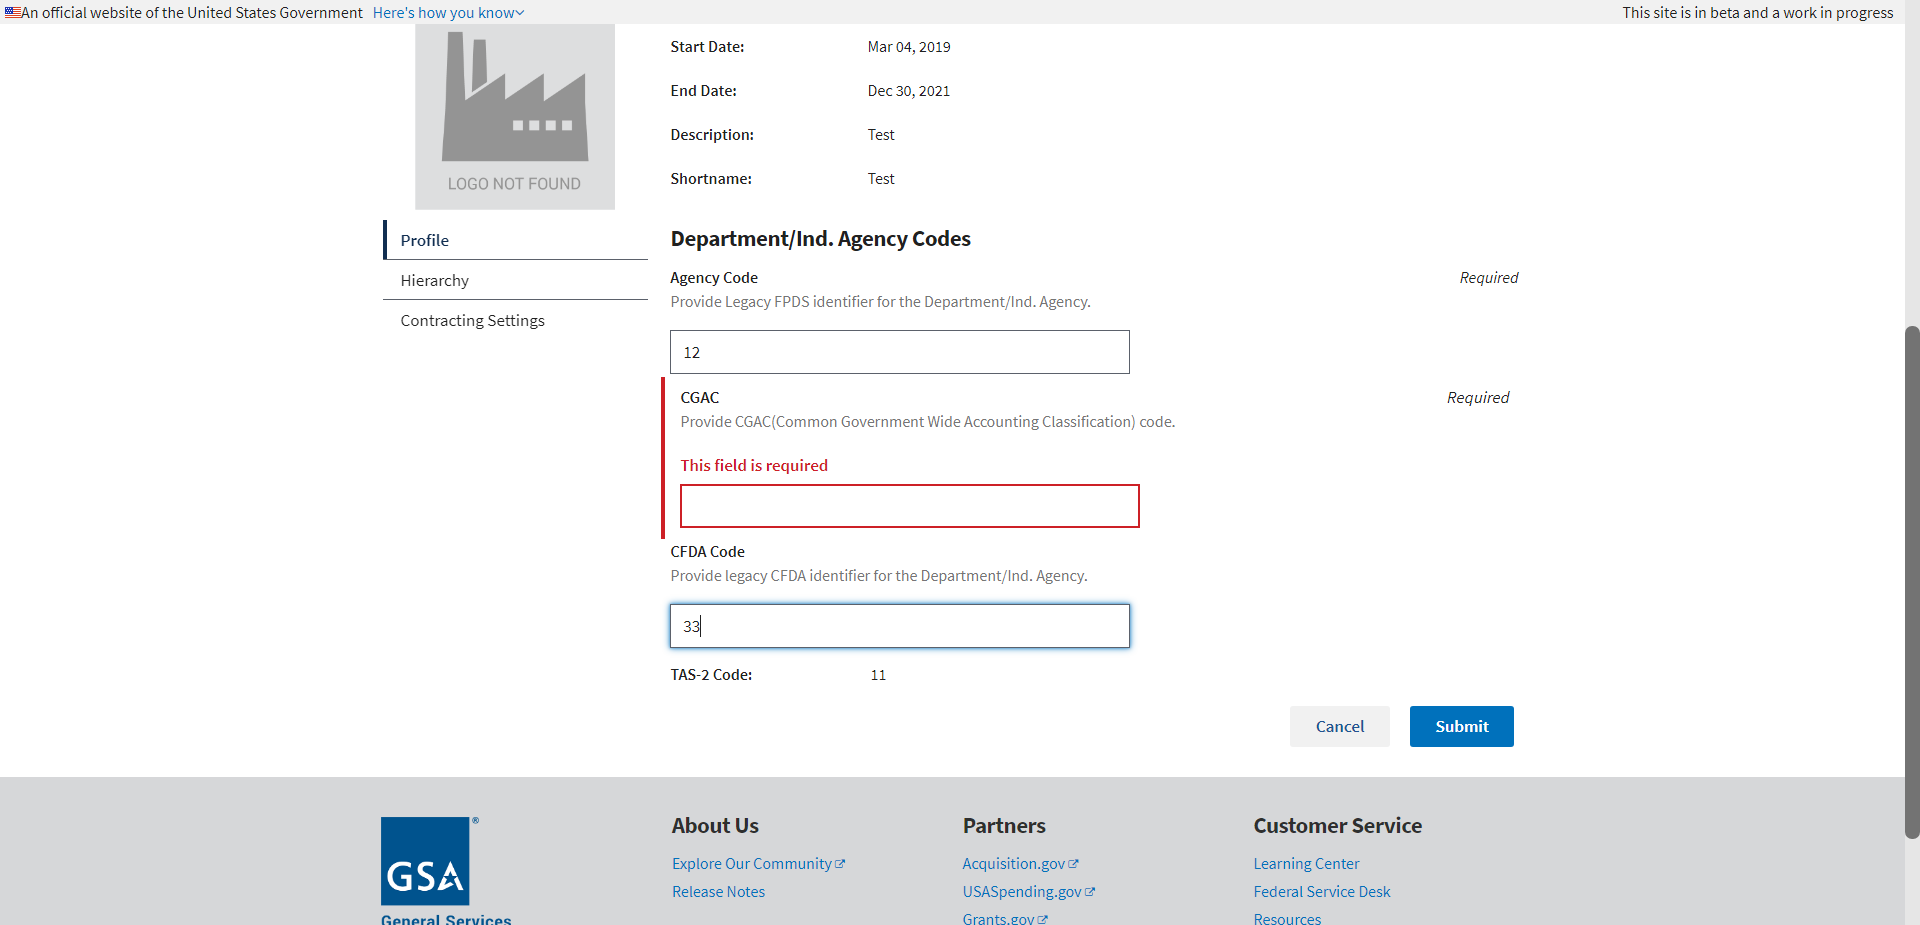 An official website of the United States Government Here's how you know
This site is in beta and a work in progress
LOGO NOT FOUND
Start Date: Mar 04, 2019
End Date: Dec 30, 2021
Description: Test
Shortname: Test
Profile
Hierarchy
Contracting Settings
Department/Ind. Agency Codes
Agency Code Required
Provide Legacy FPDS identifier for the Department/Ind. Agency.
12
CGAC Required
Provide CGAC(Common Government Wide Accounting Classification) code.
This field is required
CFDA Code
Provide legacy CFDA identifier for the Department/Ind. Agency.
33
TAS-2 Code: 11
Cancel Submit
GSA ®
General Services
About Us
Explore Our Community
Release Notes
Partners
Acquisition.gov
USASpending.gov
Grants.gov
Customer Service
Learning Center
Federal Service Desk
Resources